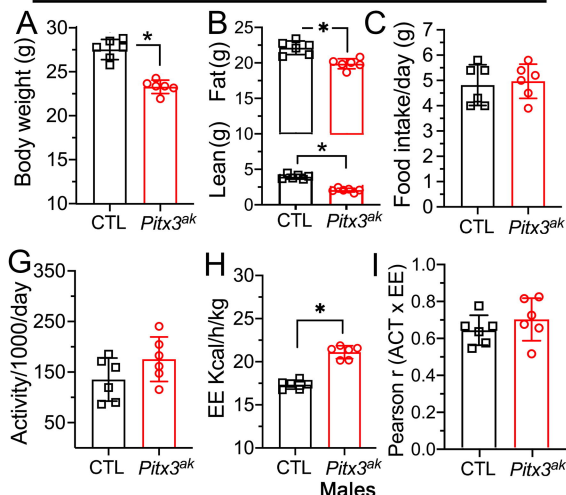 A
Body weight (g)
30
25
20
15
10
*
CTL
Pitx3ak
B
Fat(g)
Lean(g)
25
20
15
10
5
0
*
*
CTL
Pitx3ak
C
Food intake/day (g)
7
6
5
4
3
2
1
0
CTL
Pitx3ak
G
Activity/1000/day
350
250
150
50
CTL
Pitx3ak
H
EE Kcal/h/kg
30
25
20
15
10
*
CTL
Pitx3ak
I
Pearson r (ACT x EE)
1.0
0.8
0.6
0.4
0.2
0.0
CTL
Pitx3ak
Males